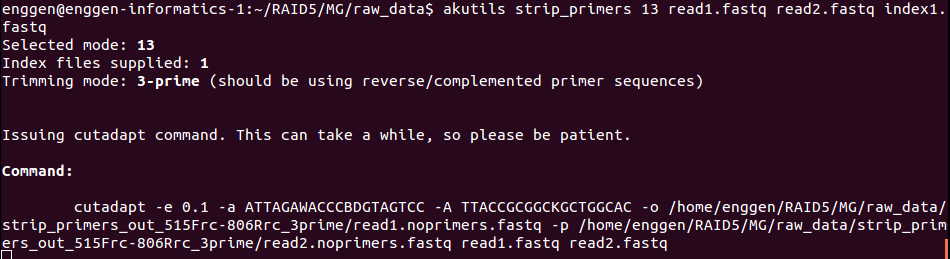 enggen@enggen-informatics-1:~/RAID5/MG/raw_data$ akutils strip_primers 13 read1.fastq read2.fastq index1.
fastq
Selected mode: 13
Index files supplied: 1
Trimming mode: 3-prime (should be using reverse/complemented primer sequences)
Issuing cutadapt command. This can take a while, so please be patient.
Command:
cutadapt -e 0.1 -a ATTAGAWACCCBDGTAGTCC -A TTACCGCGGCKGCTGGCAC -o /home/enggen/RAID5/MG/raw_data/
strip_primers_out_515Frc-806Rrc_3prime/read1.noprimers.fastq -p /home/enggen/RAID5/MG/raw_data/strip_prim
ers_out_515Frc-806Rrc_3prime/read2.noprimers.fastq read1.fastq read2.fastq